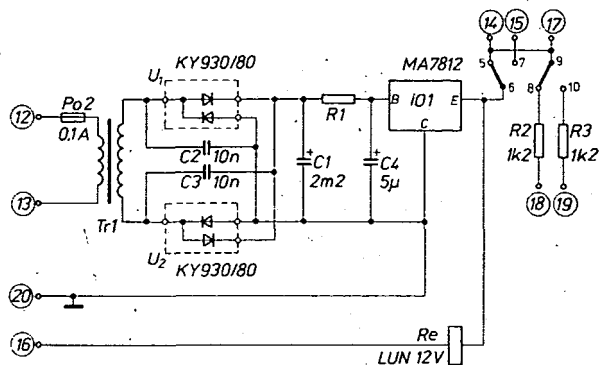 14 15 17
KY930/80
U1
MA7812
5 7 9
6 8 10
12
Po2
0,1A
B iO1 E
C
R1
C2 10n
C3 10n
C1
2m2
C4
5µ
R2
1k2
R3
1k2
13
Tr1
18 19
U2
KY930/80
20
16
Re
LUN 12V